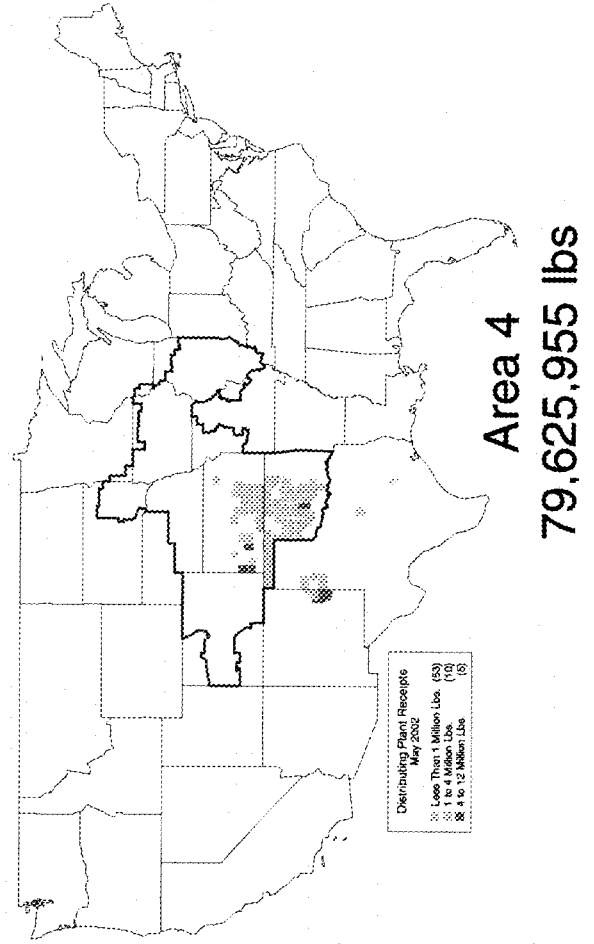 Area 4
79,625,955 lbs
Distributing Plant Receipts
May 2002
Less Than 1 Million Lbs. (53)
1 to 4 Million Lbs. (10)
4 to 12 Million Lbs (5)